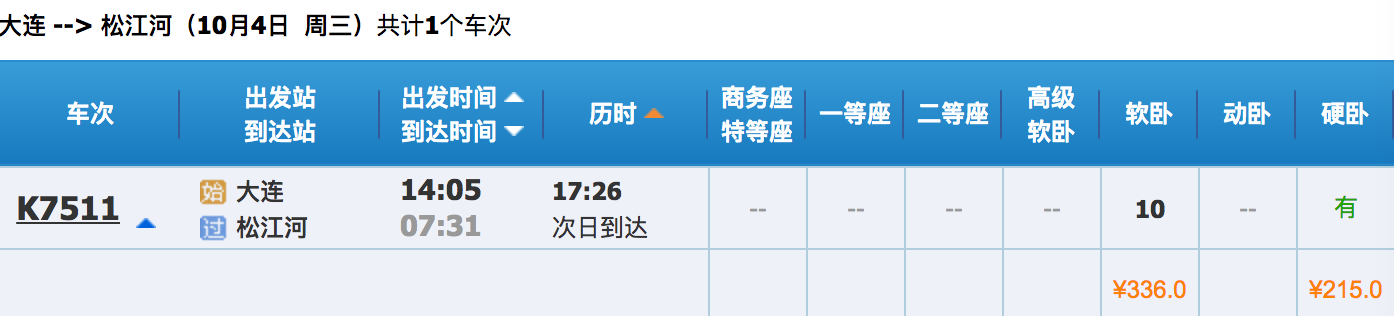 大连 --> 松江河（10月4日 周三）共计1个车次
车次 出发站 到达站 出发时间 到达时间 历时 商务座 特等座 一等座 二等座 高级 软卧 软卧 动卧 硬卧
K7511 始 大连 14:05 17:26 -- -- -- -- 10 -- 有
过 松江河 07:31 次日到达
¥336.0 ¥215.0